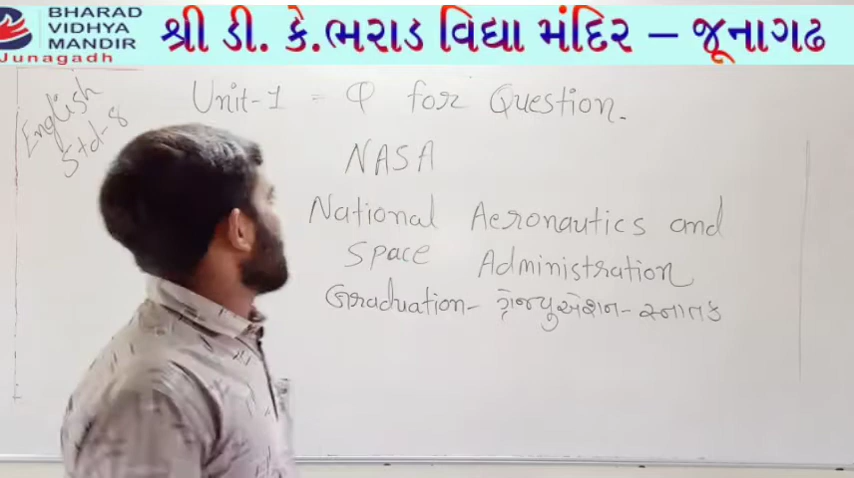 BHARAD
VIDHYA
MANDIR
Junagadh
શ્રી ડી. કે.ભરાડ વિદ્યા મંદિર – જૂનાગઢ
English
Std-8
Unit-1 = Q for Question.
NASA
National Aeronautics and
Space Administration
Graduation- ગ્રેજ્યુએશન- સ્નાતક